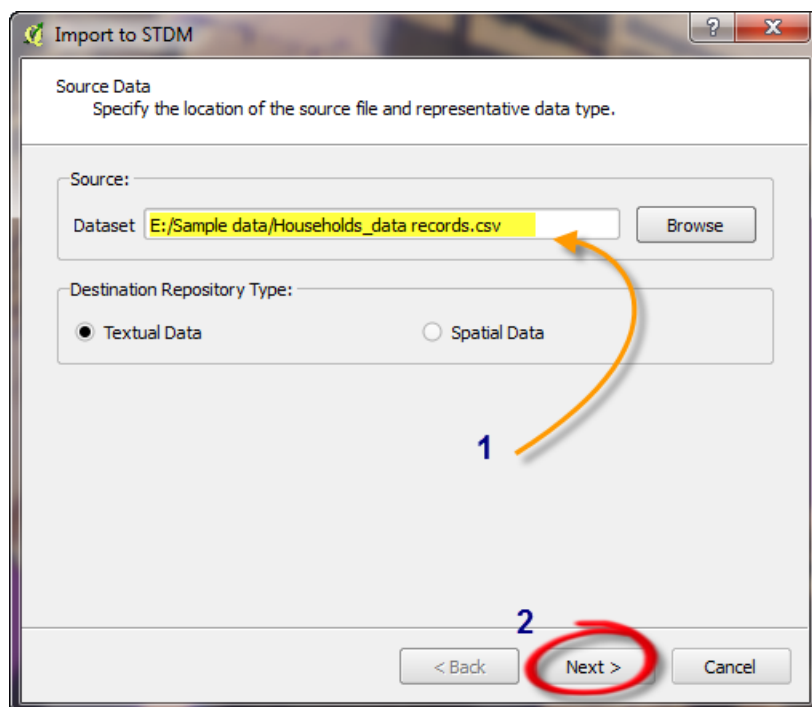 Import to STDM
Source Data
Specify the location of the source file and representative data type.
Source:
Dataset E:/Sample data/Households_data records.csv Browse
Destination Repository Type:
Textual Data Spatial Data
1
2
< Back Next > Cancel